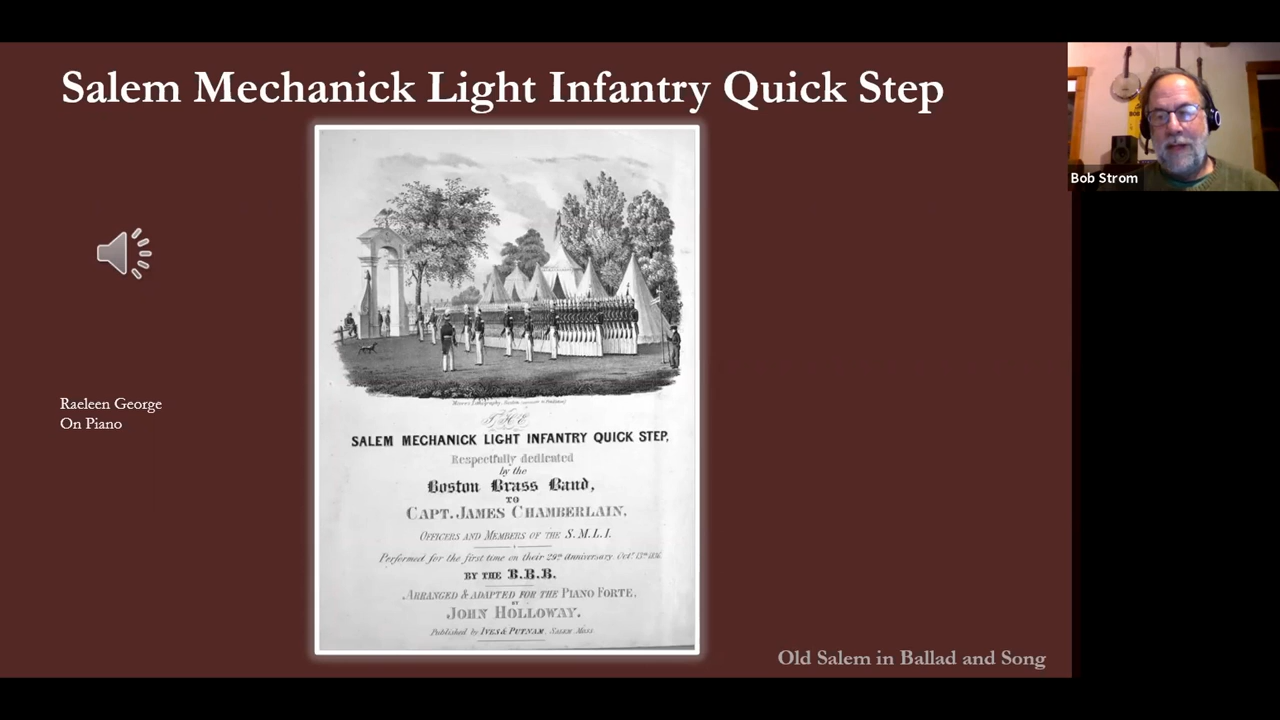 Salem Mechanick Light Infantry Quick Step
Bob Strom
Raeleen George
On Piano
THE
SALEM MECHANICK LIGHT INFANTRY QUICK STEP,
Respectfully dedicated
by the
Boston Brass Band,
TO
CAPT. JAMES CHAMBERLAIN.
OFFICERS AND MEMBERS OF THE S.M.L.I.
Performed for the first time on their 29th Anniversary. Octr 13th 1836.
BY THE B.B.B.
ARRANGED & ADAPTED FOR THE PIANO FORTE,
BY
JOHN HOLLOWAY.
Published by IVES & PUTNAM, SALEM Mass
Old Salem in Ballad and Song